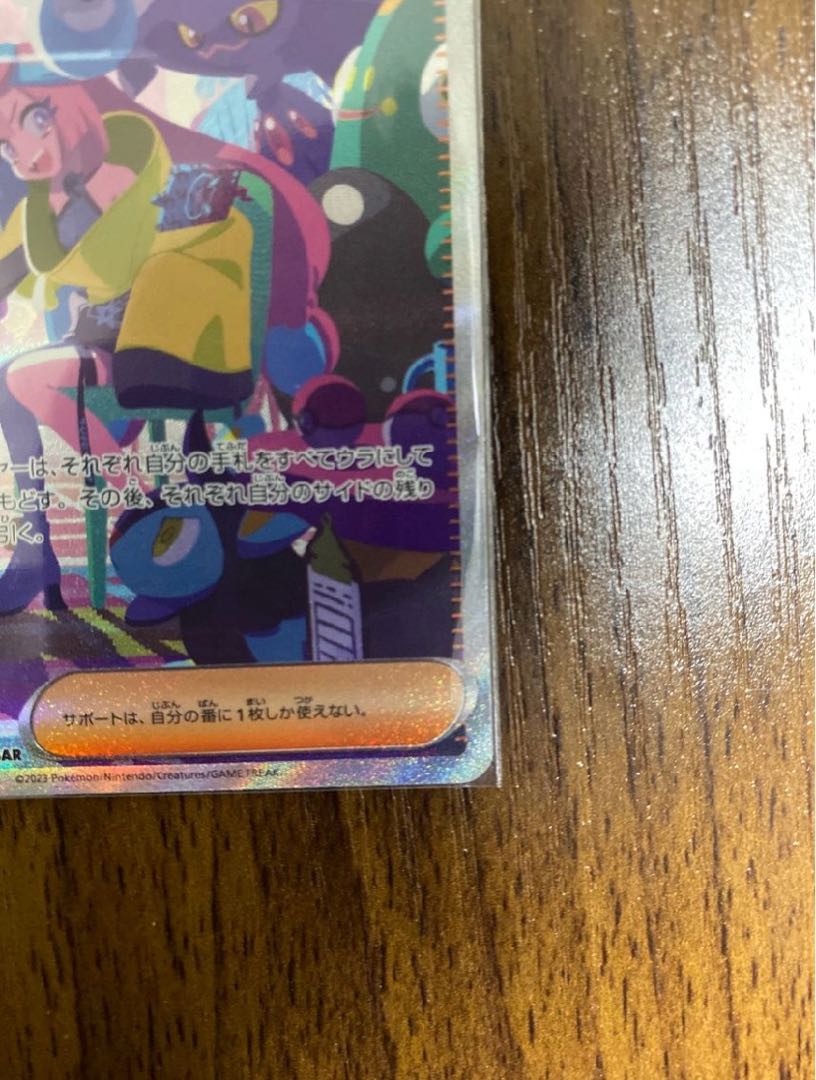 ーは、それぞれ自分の手札をすべてウラにして
もどす。その後、それぞれ自分のサイドの残り
引く。
サポートは、自分の番に1枚しか使えない。
AR
©2023 Pokémon/Nintendo/Creatures/GAME FREAK